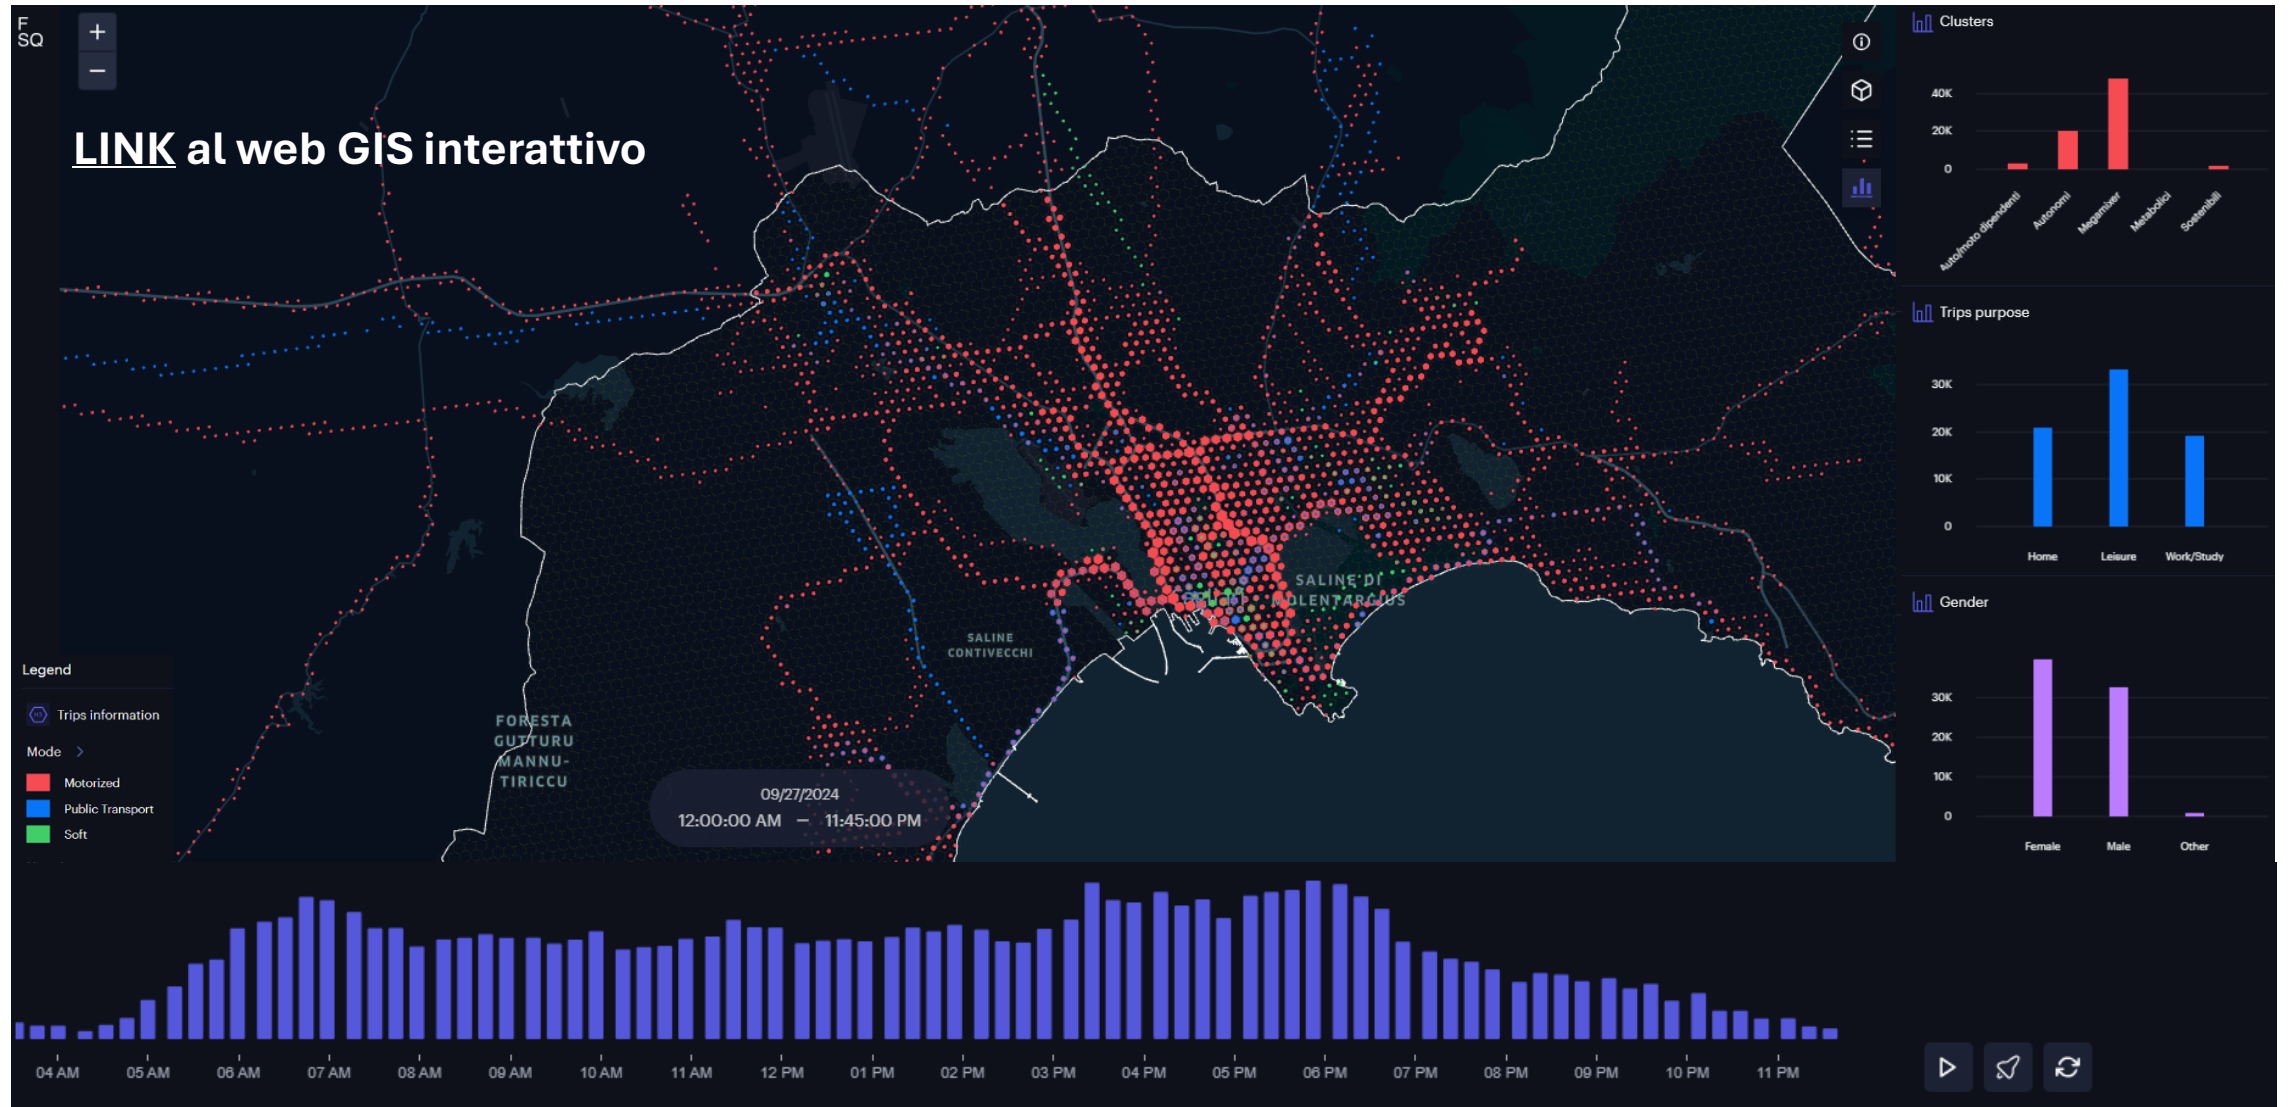 F
SQ
+
−
LINK al web GIS interattivo
SALINE DI
MOLENTARGIUS
SALINE
CONTIVECCHI
FORESTA
GUTTURU
MANNU-
TIRICCU
Legend
Trips information
Mode
Motorized
Public Transport
Soft
09/27/2024
12:00:00 AM – 11:45:00 PM
Clusters
40K
20K
0
Auto/moto dipendenti
Autonomi
Megamixer
Metabolici
Sostenibili
Trips purpose
30K
20K
10K
0
Home Leisure Work/Study
Gender
30K
20K
10K
0
Female Male Other
04 AM 05 AM 06 AM 07 AM 08 AM 09 AM 10 AM 11 AM 12 PM 01 PM 02 PM 03 PM 04 PM 05 PM 06 PM 07 PM 08 PM 09 PM 10 PM 11 PM